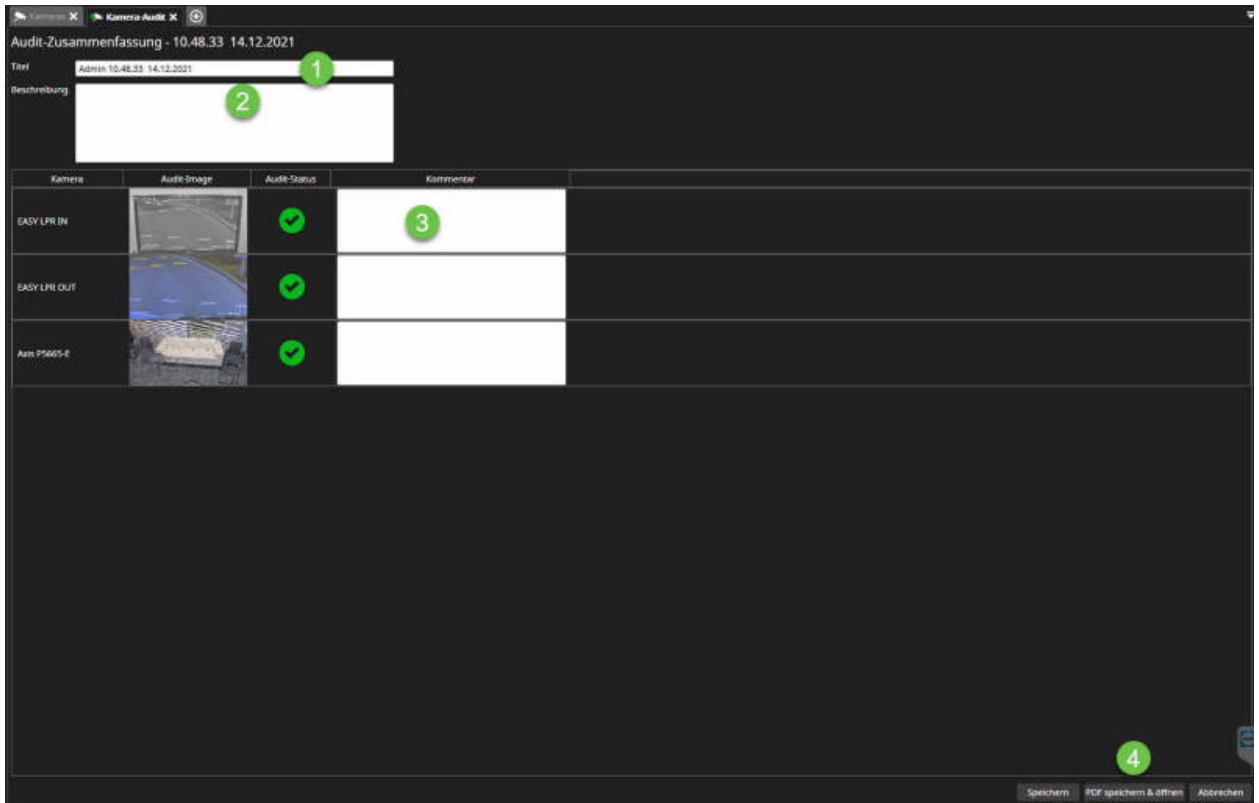 Kameras X Kamera-Audit X
Audit-Zusammenfassung - 10.48.33 14.12.2021
Titel Admin 10.48.33 14.12.2021 1
Beschreibung 2
Kamera Audit-Image Audit-Status Kommentar
EASY LPR IN 3
EASY LPR OUT
Axis P5665-E
4
Speichern PDF speichern & öffnen Abbrechen